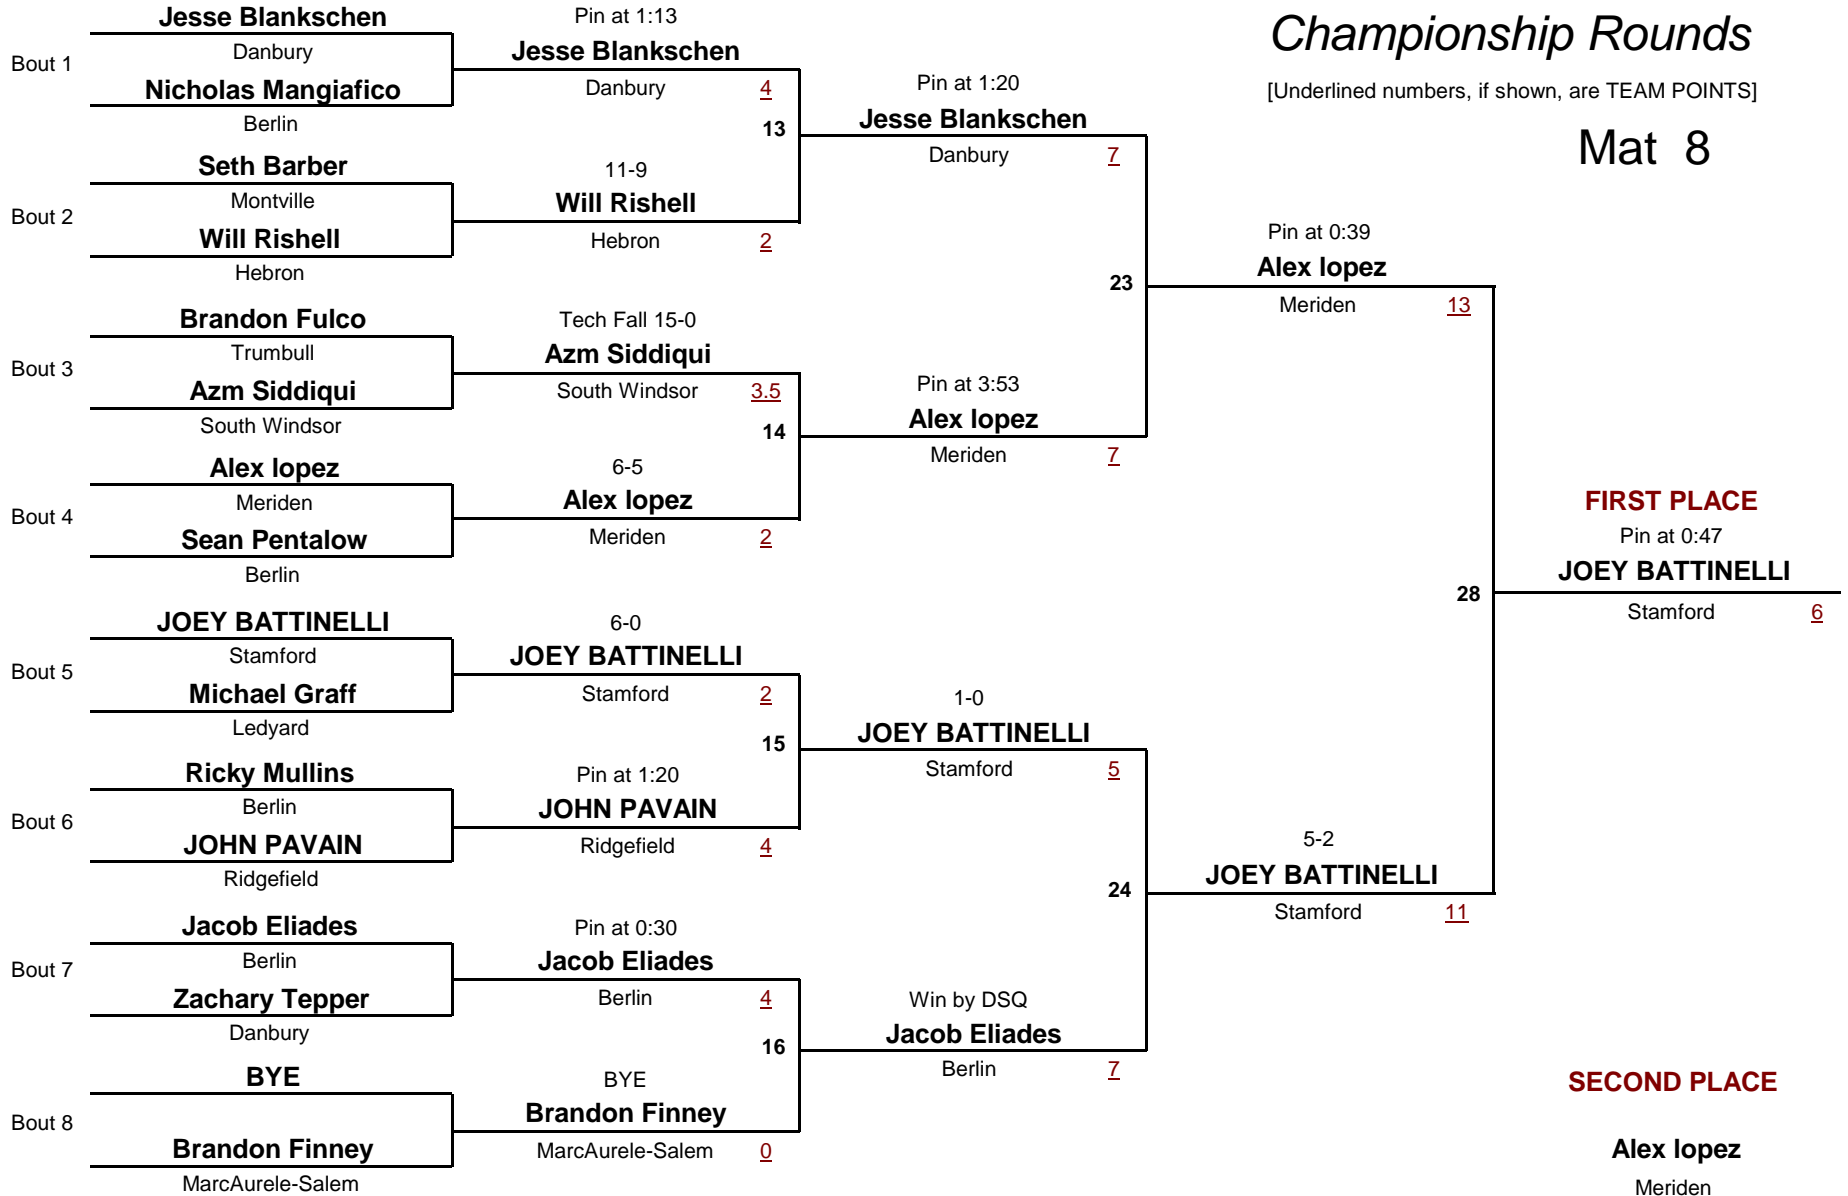 Championship Rounds
[Underlined numbers, if shown, are TEAM POINTS]
Mat 8
Bout 1
Jesse Blankschen
Danbury
Nicholas Mangiafico
Berlin
Bout 2
Seth Barber
Montville
Will Rishell
Hebron
Bout 3
Brandon Fulco
Trumbull
Azm Siddiqui
South Windsor
Bout 4
Alex lopez
Meriden
Sean Pentalow
Berlin
Bout 5
JOEY BATTINELLI
Stamford
Michael Graff
Ledyard
Bout 6
Ricky Mullins
Berlin
JOHN PAVAIN
Ridgefield
Bout 7
Jacob Eliades
Berlin
Zachary Tepper
Danbury
Bout 8
BYE
Brandon Finney
MarcAurele-Salem
Pin at 1:13
Jesse Blankschen
Danbury 4
13
11-9
Will Rishell
Hebron 2
Tech Fall 15-0
Azm Siddiqui
South Windsor 3.5
14
6-5
Alex lopez
Meriden 2
6-0
JOEY BATTINELLI
Stamford 2
15
Pin at 1:20
JOHN PAVAIN
Ridgefield 4
Pin at 0:30
Jacob Eliades
Berlin 4
16
BYE
Brandon Finney
MarcAurele-Salem 0
Pin at 1:20
Jesse Blankschen
Danbury 7
23
Pin at 3:53
Alex lopez
Meriden 7
1-0
JOEY BATTINELLI
Stamford 5
24
Win by DSQ
Jacob Eliades
Berlin 7
Pin at 0:39
Alex lopez
Meriden 13
28
5-2
JOEY BATTINELLI
Stamford 11
FIRST PLACE
Pin at 0:47
JOEY BATTINELLI
Stamford 6
SECOND PLACE
Alex lopez
Meriden